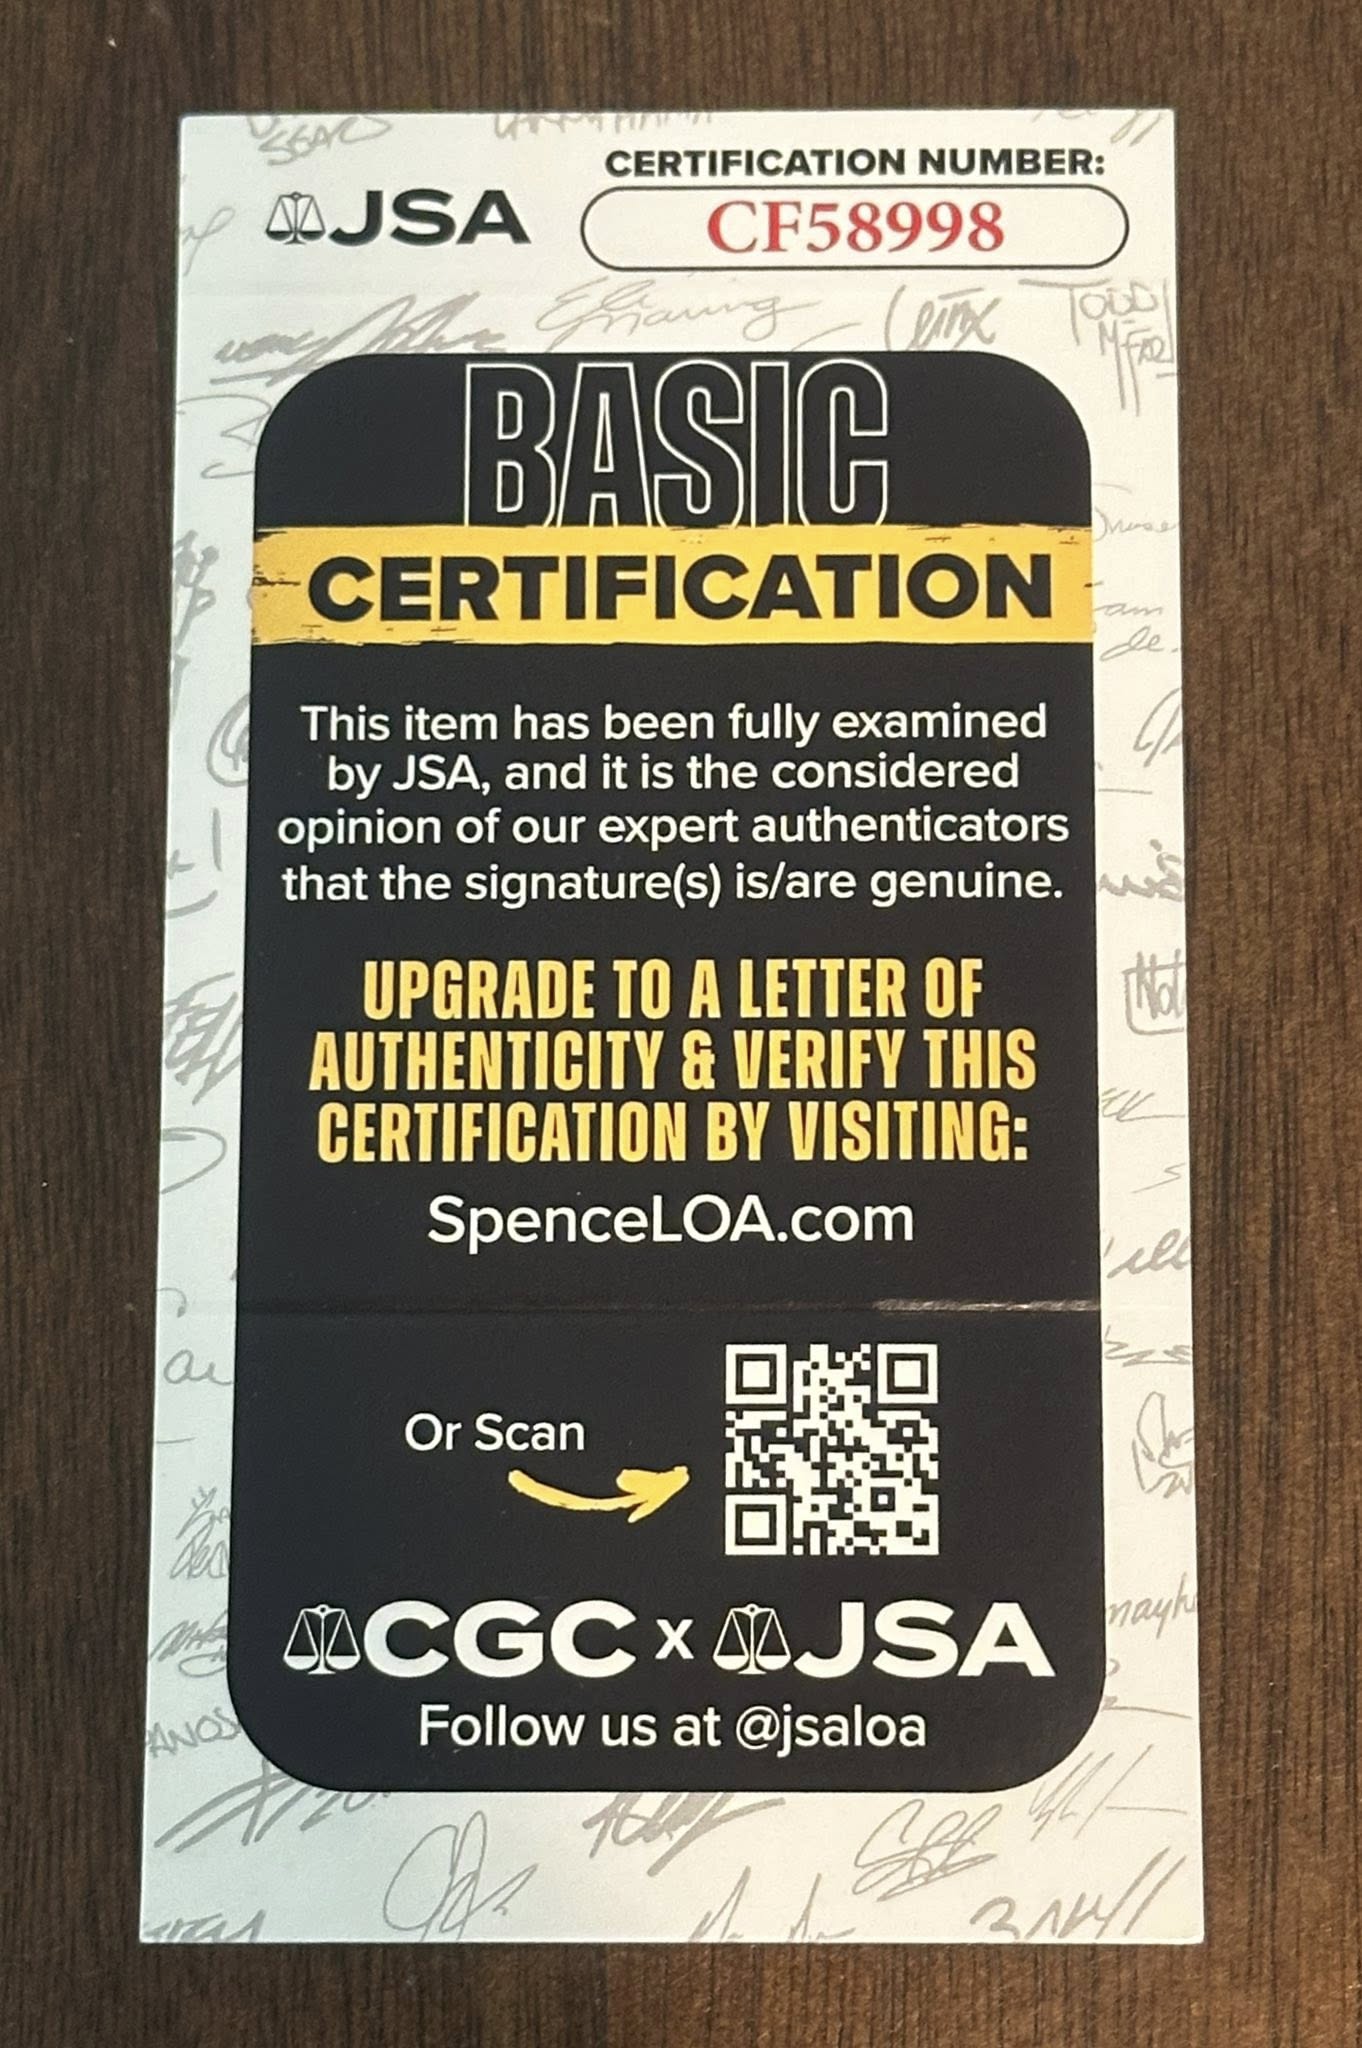 JSA
CERTIFICATION NUMBER:
CF58998
BASIC
CERTIFICATION
This item has been fully examined
by JSA, and it is the considered
opinion of our expert authenticators
that the signature(s) is/are genuine.
UPGRADE TO A LETTER OF
AUTHENTICITY & VERIFY THIS
CERTIFICATION BY VISITING:
SpenceLOA.com
Or Scan
CGC x JSA
Follow us at @jsaloa